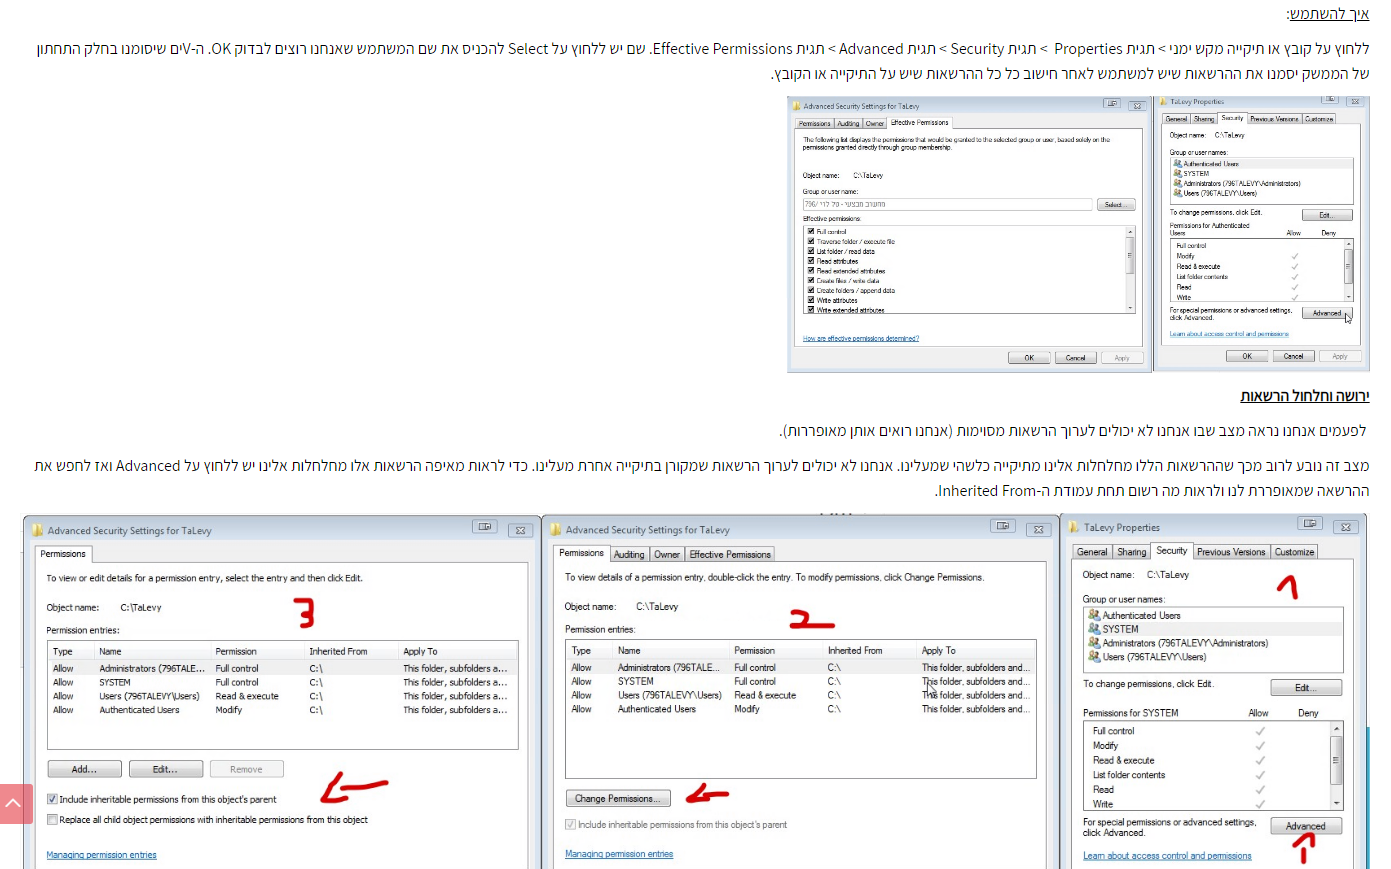 איך להשתמש:
ללחוץ על קובץ או תיקייה מקש ימני > תגית Properties > תגית Security > תגית Advanced > תגית Effective Permissions. שם יש ללחוץ על Select להכניס את שם המשתמש שאנחנו רוצים לבדוק OK. ה-Vים שיסומנו בחלק התחתון
של הממשק יסמנו את ההרשאות שיש למשתמש לאחר חישוב כל כל ההרשאות שיש על התיקייה או הקובץ.
TaLevy Properties
General Sharing Security Previous Versions Customize
Object name: C:\TaLevy
Group or user names:
Authenticated Users
SYSTEM
Administrators (796TALEVY\Administrators)
Users (796TALEVY\Users)
To change permissions, click Edit.
Edit...
Permissions for Authenticated
Users Allow Deny
Full control
Modify
Read & execute
List folder contents
Read
Write
For special permissions or advanced settings,
click Advanced.
Advanced
Learn about access control and permissions
OK Cancel Apply
Advanced Security Settings for TaLevy
Permissions Auditing Owner Effective Permissions
The following list displays the permissions that would be granted to the selected group or user, based solely on the
permissions granted directly through group membership.
Object name: C:\TaLevy
Group or user name:
796/ מחשוב מבצעי - טל לוי
Select...
Effective permissions:
Full control
Traverse folder / execute file
List folder / read data
Read attributes
Read extended attributes
Create files / write data
Create folders / append data
Write attributes
Write extended attributes
How are effective permissions determined?
OK Cancel Apply
ירושה וחלחול הרשאות
לפעמים אנחנו נראה מצב שבו אנחנו לא יכולים לערוך הרשאות מסוימות (אנחנו רואים אותן מאופררות).
מצב זה נובע לרוב מכך שההרשאות הללו מחלחלות אלינו מתיקייה כלשהי שמעלינו. אנחנו לא יכולים לערוך הרשאות שמקורן בתיקייה אחרת מעלינו. כדי לראות מאיפה הרשאות אלו מחלחלות אלינו יש ללחוץ על Advanced ואז לחפש את
ההרשאה שמאופררת לנו ולראות מה רשום תחת עמודת ה-Inherited From.
TaLevy Properties
General Sharing Security Previous Versions Customize
Object name: C:\TaLevy
1
Group or user names:
Authenticated Users
SYSTEM
Administrators (796TALEVY\Administrators)
Users (796TALEVY\Users)
To change permissions, click Edit.
Edit...
Permissions for SYSTEM Allow Deny
Full control
Modify
Read & execute
List folder contents
Read
Write
For special permissions or advanced settings,
click Advanced.
Advanced
Learn about access control and permissions
Advanced Security Settings for TaLevy
Permissions Auditing Owner Effective Permissions
To view details of a permission entry, double-click the entry. To modify permissions, click Change Permissions.
Object name: C:\TaLevy
2
Permission entries:
Type Name Permission Inherited From Apply To
Allow Administrators (796TALE... Full control C:\ This folder, subfolders and...
Allow SYSTEM Full control C:\ This folder, subfolders and...
Allow Users (796TALEVY\Users) Read & execute C:\ This folder, subfolders and...
Allow Authenticated Users Modify C:\ This folder, subfolders and...
Change Permissions...
Include inheritable permissions from this object's parent
Managing permission entries
Advanced Security Settings for TaLevy
Permissions
To view or edit details for a permission entry, select the entry and then click Edit.
Object name: C:\TaLevy
3
Permission entries:
Type Name Permission Inherited From Apply To
Allow Administrators (796TALE... Full control C:\ This folder, subfolders a...
Allow SYSTEM Full control C:\ This folder, subfolders a...
Allow Users (796TALEVY\Users) Read & execute C:\ This folder, subfolders a...
Allow Authenticated Users Modify C:\ This folder, subfolders a...
Add... Edit... Remove
Include inheritable permissions from this object's parent
Replace all child object permissions with inheritable permissions from this object
Managing permission entries